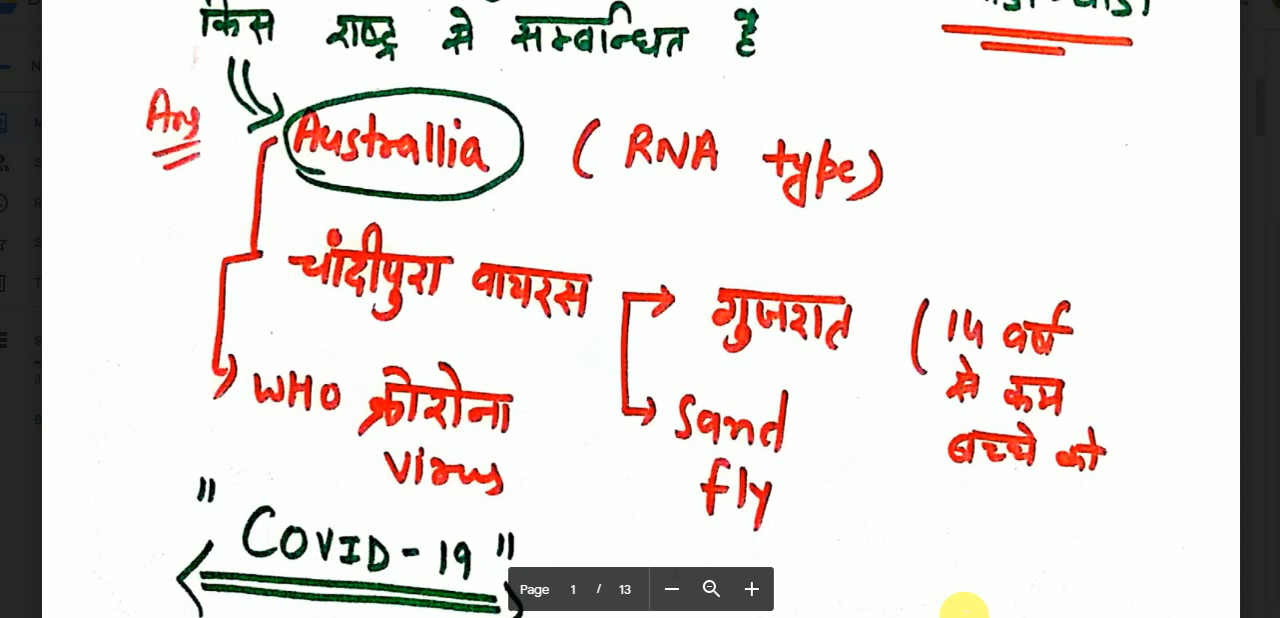 किस राष्ट्र से सम्बन्धित है
Ans
Australlia ( RNA type)
चांदीपुरा वायरस → गुजरात ( 14 वर्ष
से कम
बच्चे को
WHO कोरोना
Virus
Sand
fly
" COVID-19 "
Page 1 / 13